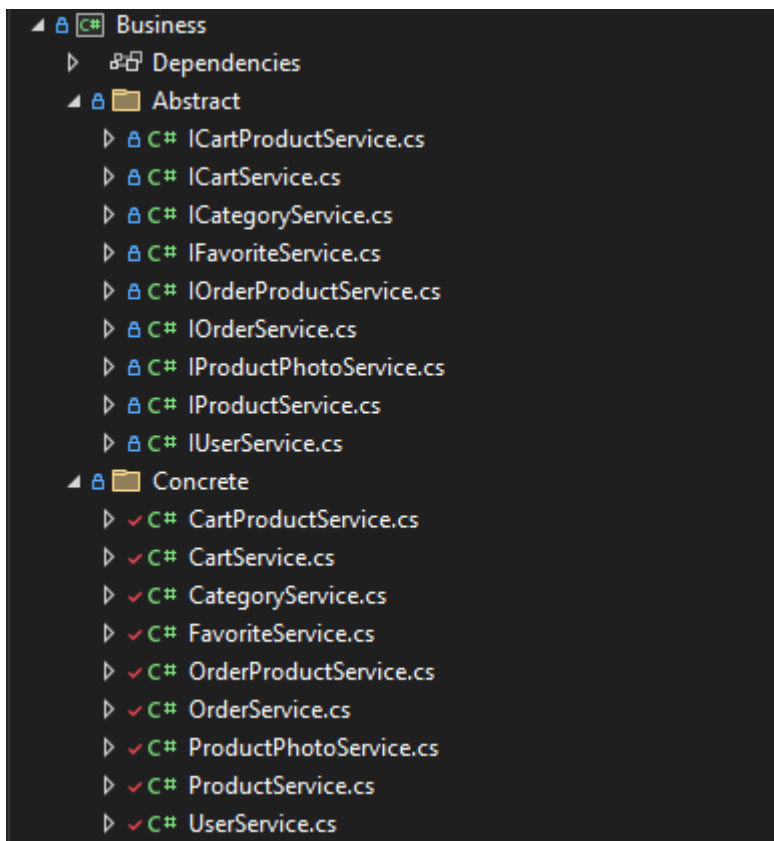 C# Business
Dependencies
Abstract
C# ICartProductService.cs
C# ICartService.cs
C# ICategoryService.cs
C# IFavoriteService.cs
C# IOrderProductService.cs
C# IOrderService.cs
C# IProductPhotoService.cs
C# IProductService.cs
C# IUserService.cs
Concrete
C# CartProductService.cs
C# CartService.cs
C# CategoryService.cs
C# FavoriteService.cs
C# OrderProductService.cs
C# OrderService.cs
C# ProductPhotoService.cs
C# ProductService.cs
C# UserService.cs